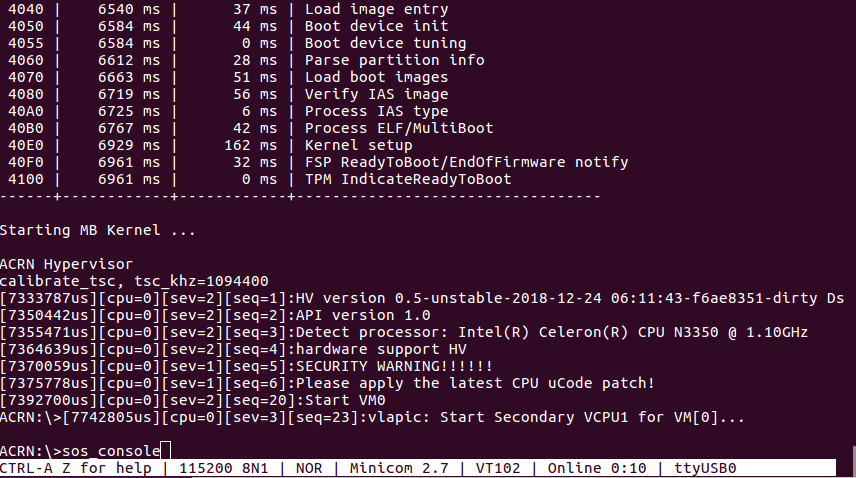 4040 |    6540 ms |      37 ms | Load image entry
4050 |    6584 ms |      44 ms | Boot device init
4055 |    6584 ms |       0 ms | Boot device tuning
4060 |    6612 ms |      28 ms | Parse partition info
4070 |    6663 ms |      51 ms | Load boot images
4080 |    6719 ms |      56 ms | Verify IAS image
40A0 |    6725 ms |       6 ms | Process IAS type
40B0 |    6767 ms |      42 ms | Process ELF/MultiBoot
40E0 |    6929 ms |     162 ms | Kernel setup
40F0 |    6961 ms |      32 ms | FSP ReadyToBoot/EndOfFirmware notify
4100 |    6961 ms |       0 ms | TPM IndicateReadyToBoot
------+------------+------------+----------------------------------
Starting MB Kernel ...
ACRN Hypervisor
calibrate_tsc, tsc_khz=1094400
[7333787us][cpu=0][sev=2][seq=1]:HV version 0.5-unstable-2018-12-24 06:11:43-f6ae8351-dirty Ds
[7350442us][cpu=0][sev=2][seq=2]:API version 1.0
[7355471us][cpu=0][sev=2][seq=3]:Detect processor: Intel(R) Celeron(R) CPU N3350 @ 1.10GHz
[7364639us][cpu=0][sev=2][seq=4]:hardware support HV
[7370059us][cpu=0][sev=1][seq=5]:SECURITY WARNING!!!!!!
[7375778us][cpu=0][sev=1][seq=6]:Please apply the latest CPU uCode patch!
[7392700us][cpu=0][sev=2][seq=20]:Start VM0
ACRN:\>[7742805us][cpu=0][sev=3][seq=23]:vlapic: Start Secondary VCPU1 for VM[0]...
ACRN:\>sos_console
CTRL-A Z for help | 115200 8N1 | NOR | Minicom 2.7 | VT102 | Online 0:10 | ttyUSB0